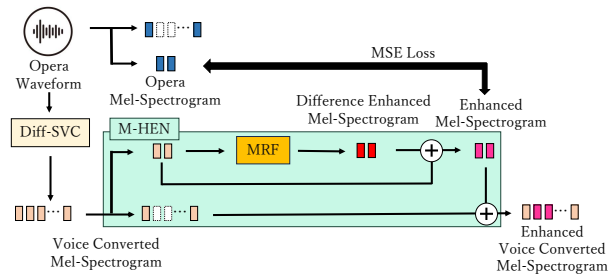 Opera
Waveform
Opera
Mel-Spectrogram
MSE Loss
Difference Enhanced
Mel-Spectrogram
Enhanced
Mel-Spectrogram
Diff-SVC
M-HEN
MRF
Voice Converted
Mel-Spectrogram
Enhanced
Voice Converted
Mel-Spectrogram